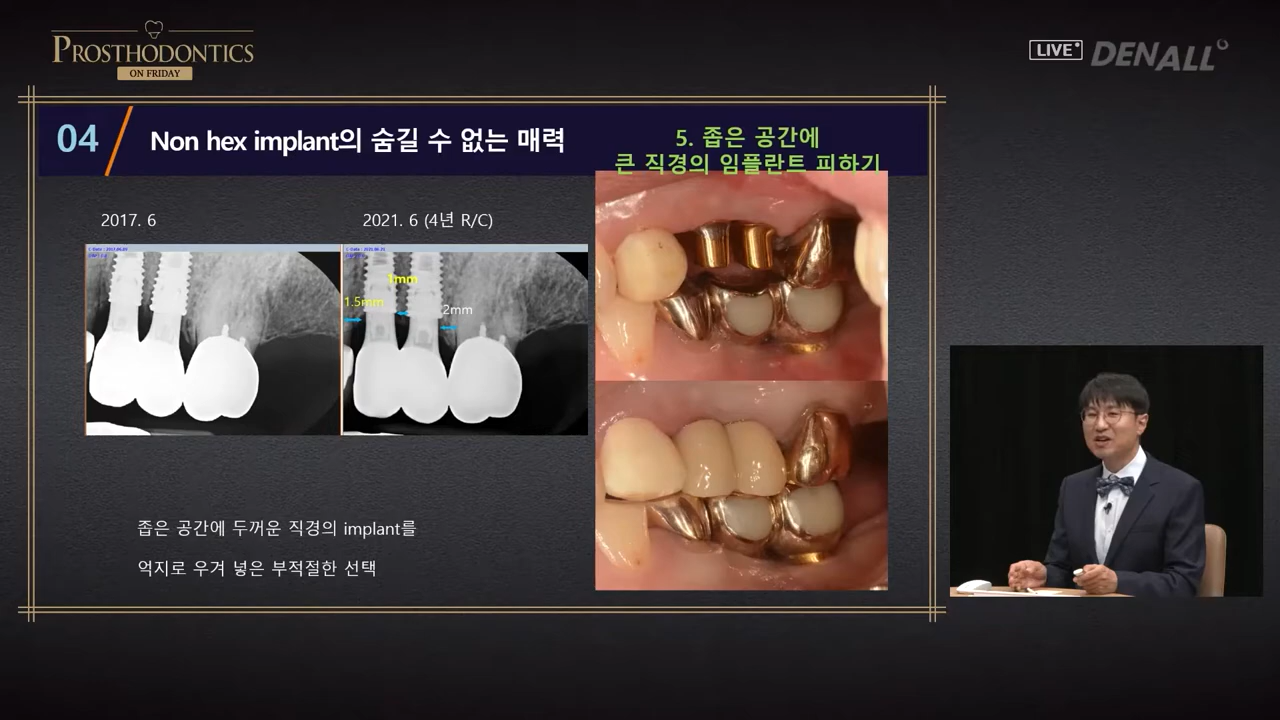 PROSTHODONTICS
ON FRIDAY
LIVE
DENALL
04
Non hex implant의 숨길 수 없는 매력
5. 좁은 공간에
큰 직경의 임플란트 피하기
2017. 6
2021. 6 (4년 R/C)
1mm
1.5mm
2mm
좁은 공간에 두꺼운 직경의 implant를
억지로 우겨 넣은 부적절한 선택